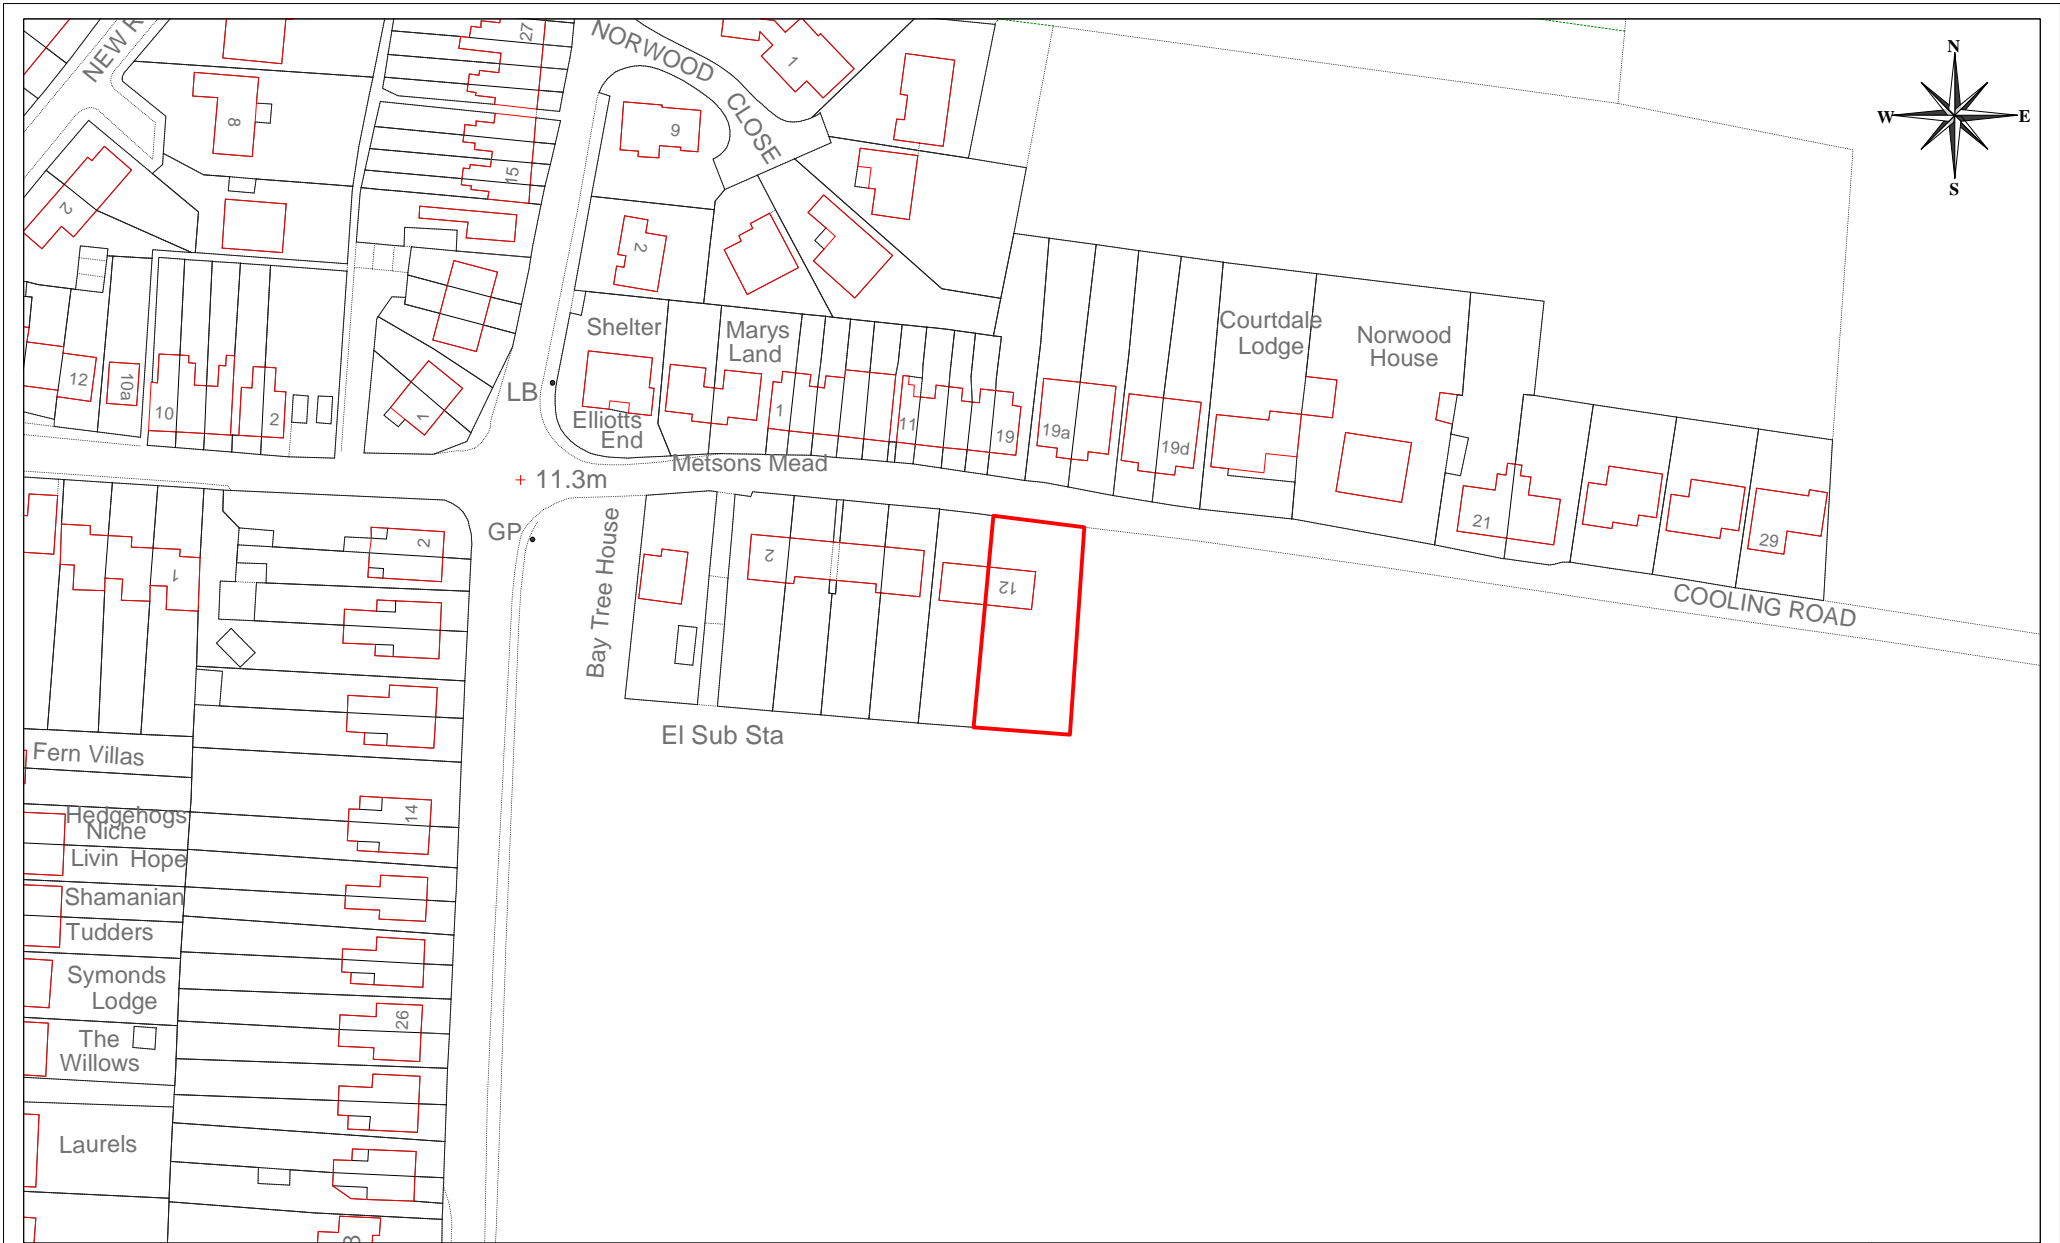 NEW R
27
NORWOOD
CLOSE
1
N
W
E
S
8
6
15
2
2
Shelter
Marys
Land
Courtdale
Lodge
Norwood
House
12
10a
10
2
1
LB
Elliotts
End
1
11
19
19a
19d
Metsons Mead
11.3m
21
29
GP
2
1
Bay Tree House
2
12
COOLING ROAD
El Sub Sta
Fern Villas
Hedgehogs
Niche
14
Livin Hope
Shamanian
Tudders
Symonds
Lodge
26
The
Willows
Laurels